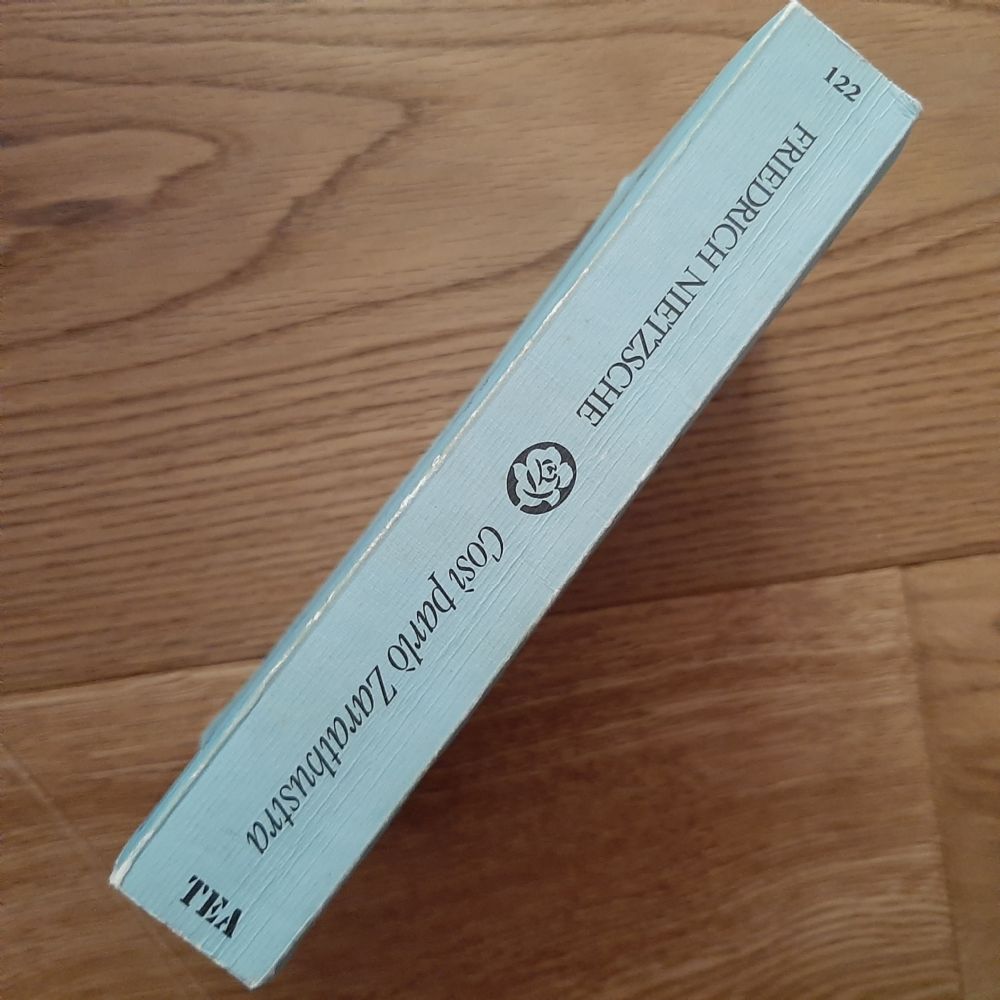 122
FRIEDRICH NIETZSCHE
Così parlò Zarathustra
TEA